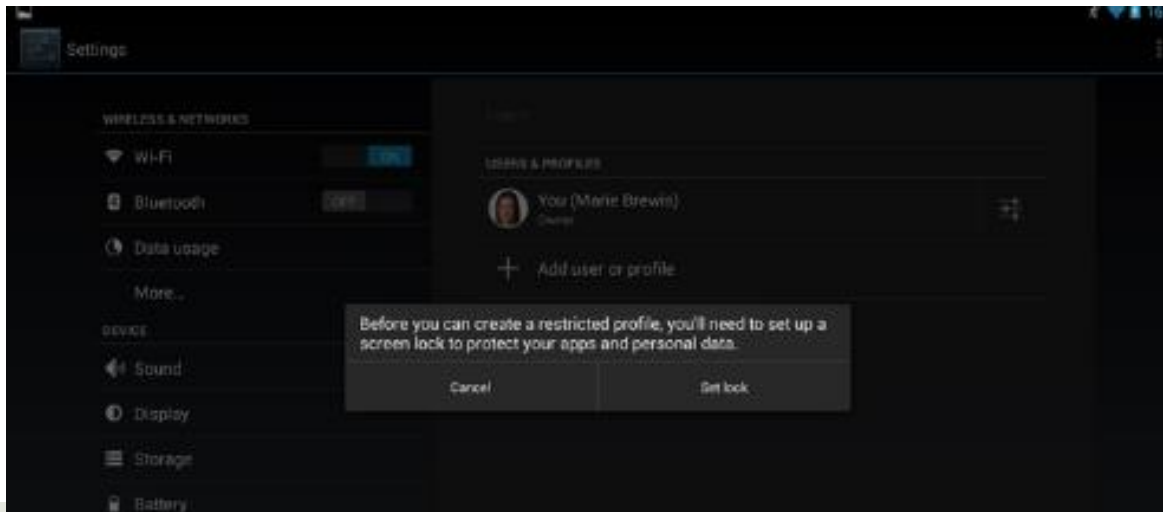 16
Settings
WIRELESS & NETWORKS
Wi-Fi
ON
Bluetooth
OFF
Data usage
More...
DEVICE
Sound
Display
Storage
Battery
USERS & PROFILES
You (Marie Brewin)
Owner
Add user or profile
Before you can create a restricted profile, you'll need to set up a
screen lock to protect your apps and personal data.
Cancel
Set lock